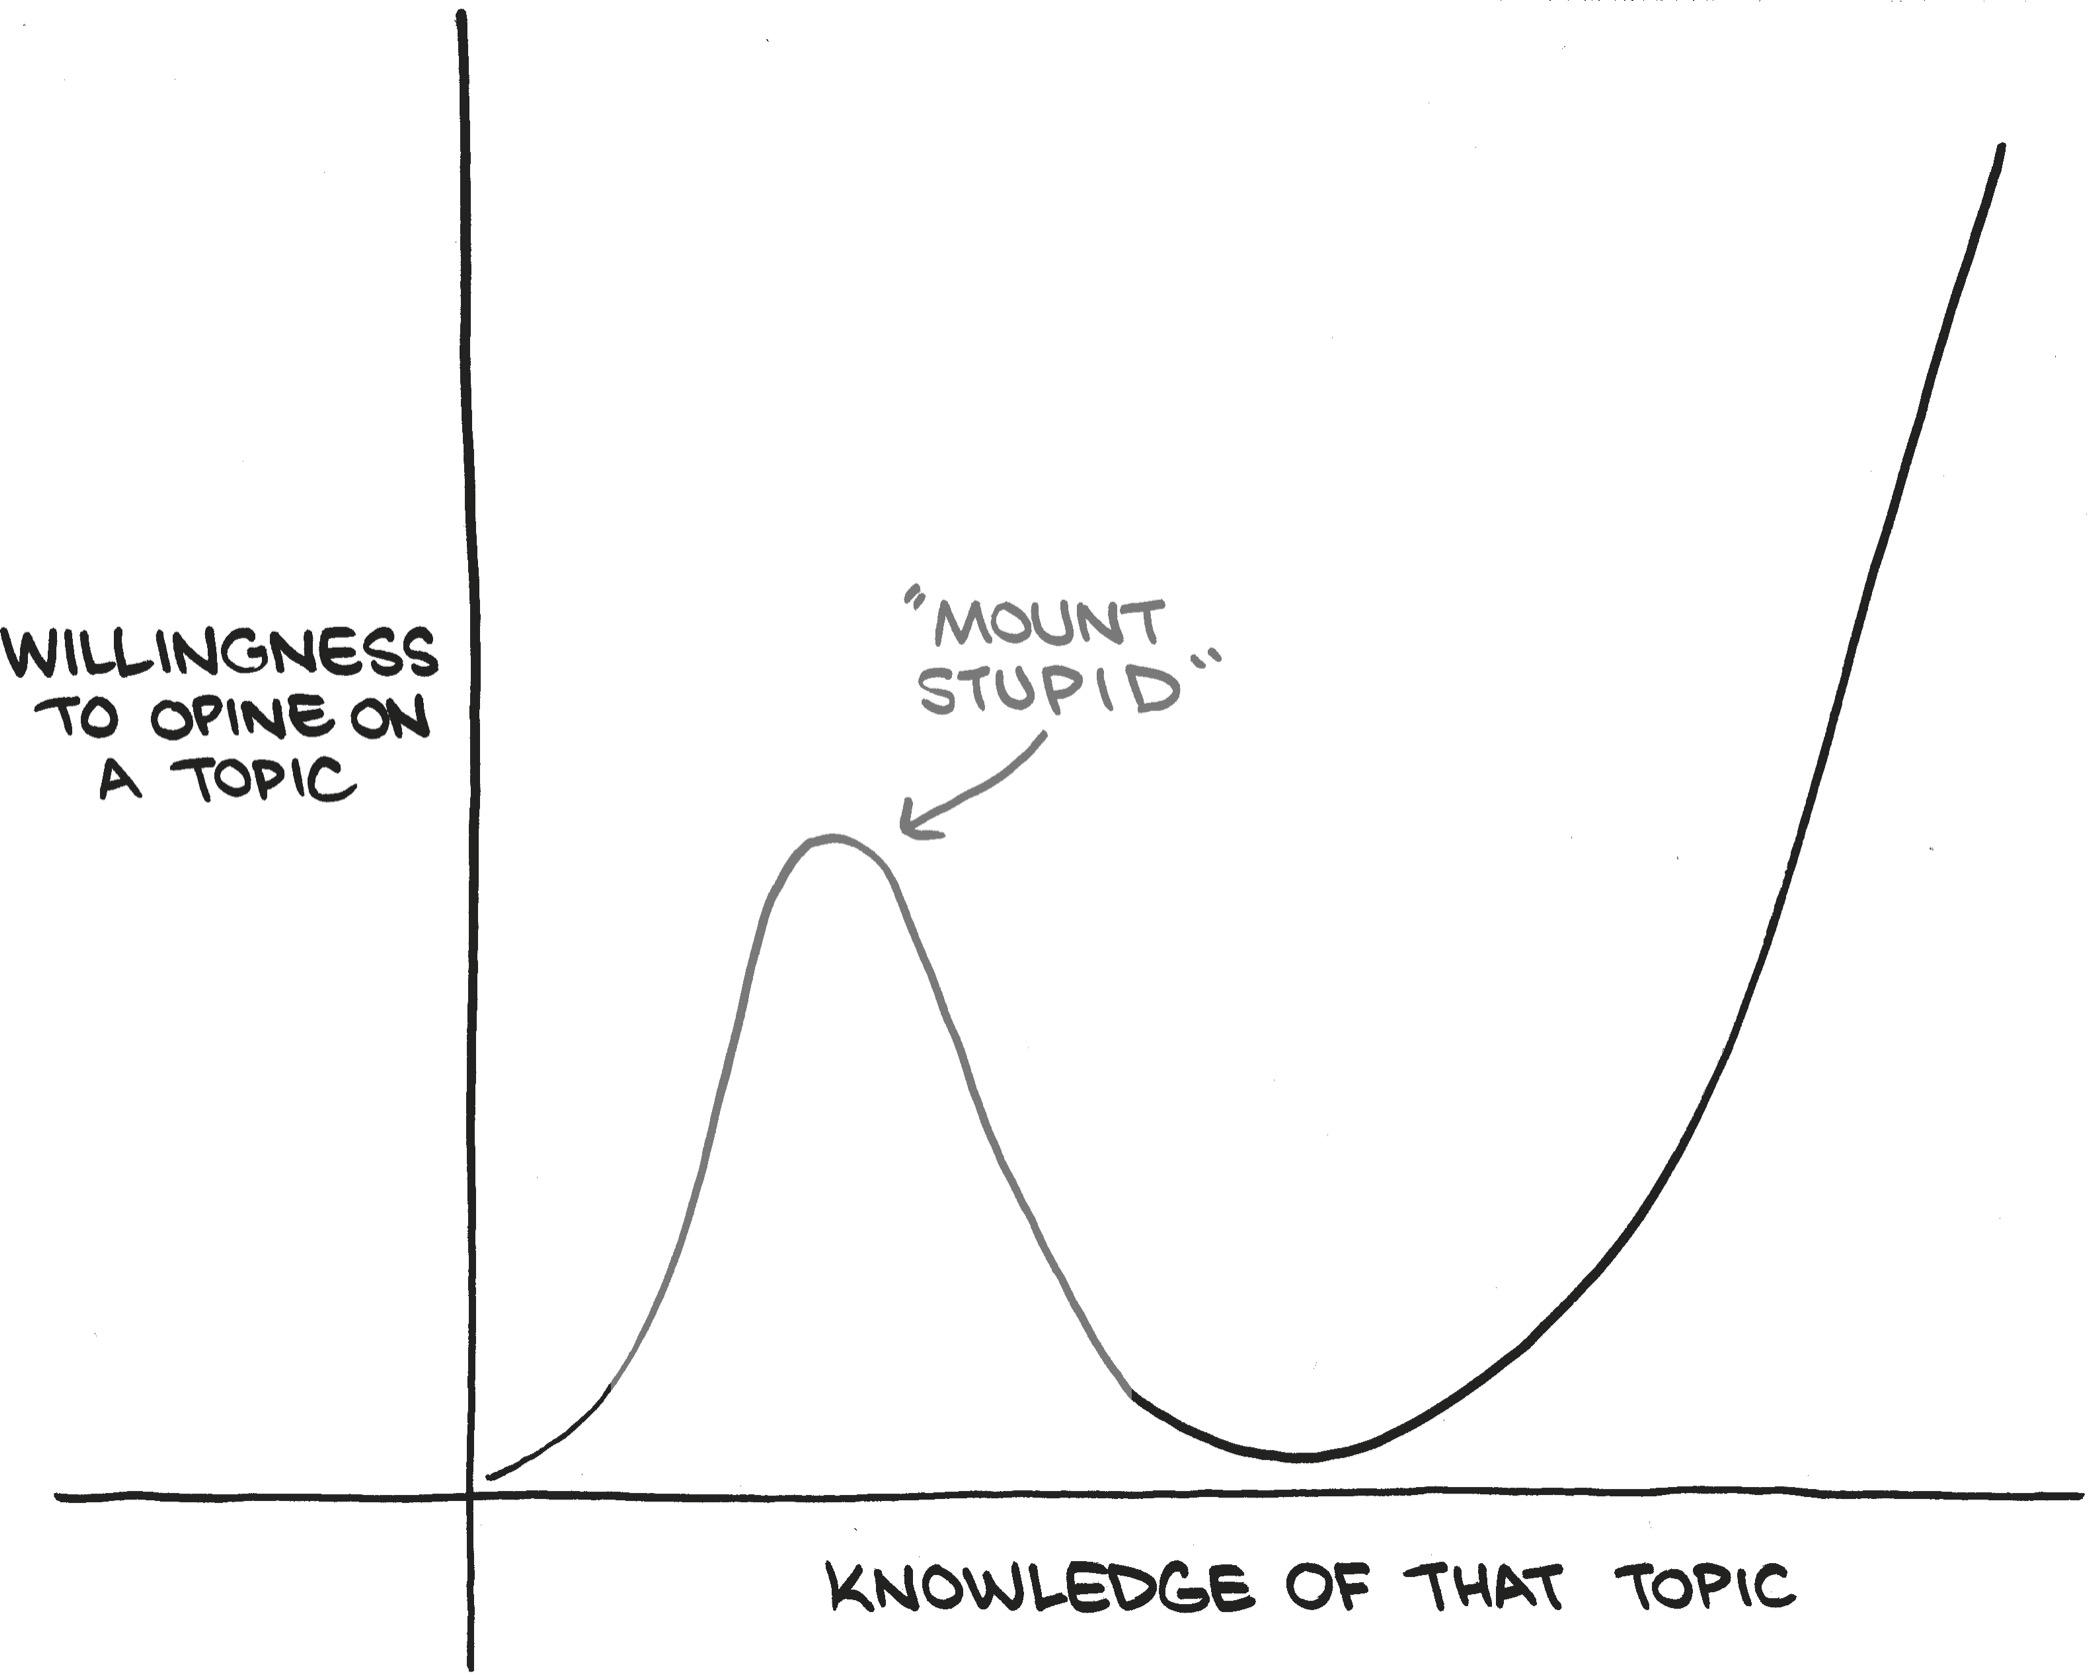 "MOUNT
STUPID"
WILLINGNESS
TO OPINE ON
A TOPIC
KNOWLEDGE OF THAT TOPIC